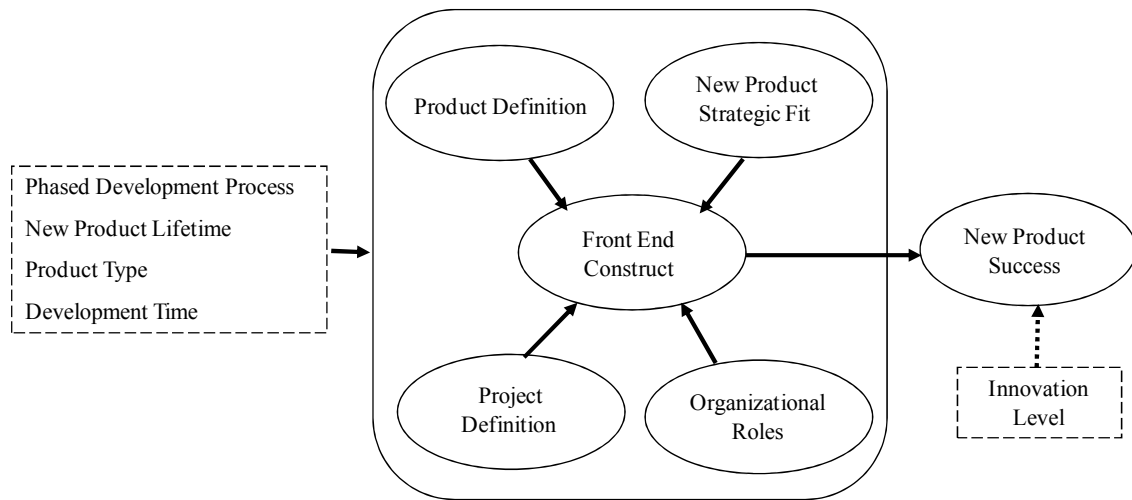 Product Definition
New Product
Strategic Fit
Phased Development Process
New Product Lifetime
Product Type
Development Time
Front End
Construct
New Product
Success
Project
Definition
Organizational
Roles
Innovation
Level